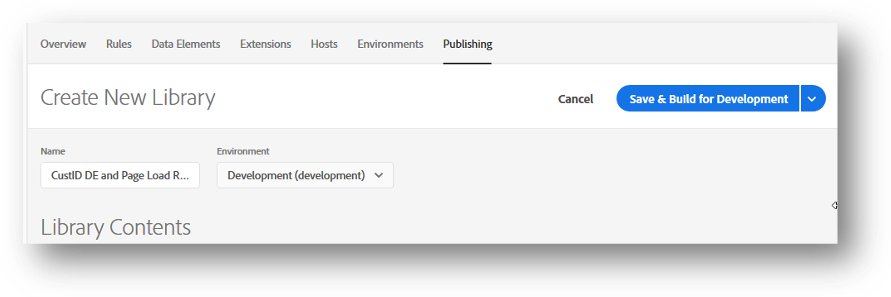 Overview Rules Data Elements Extensions Hosts Environments Publishing
Create New Library Cancel Save & Build for Development
Name Environment
CustID DE and Page Load R... Development (development)
Library Contents